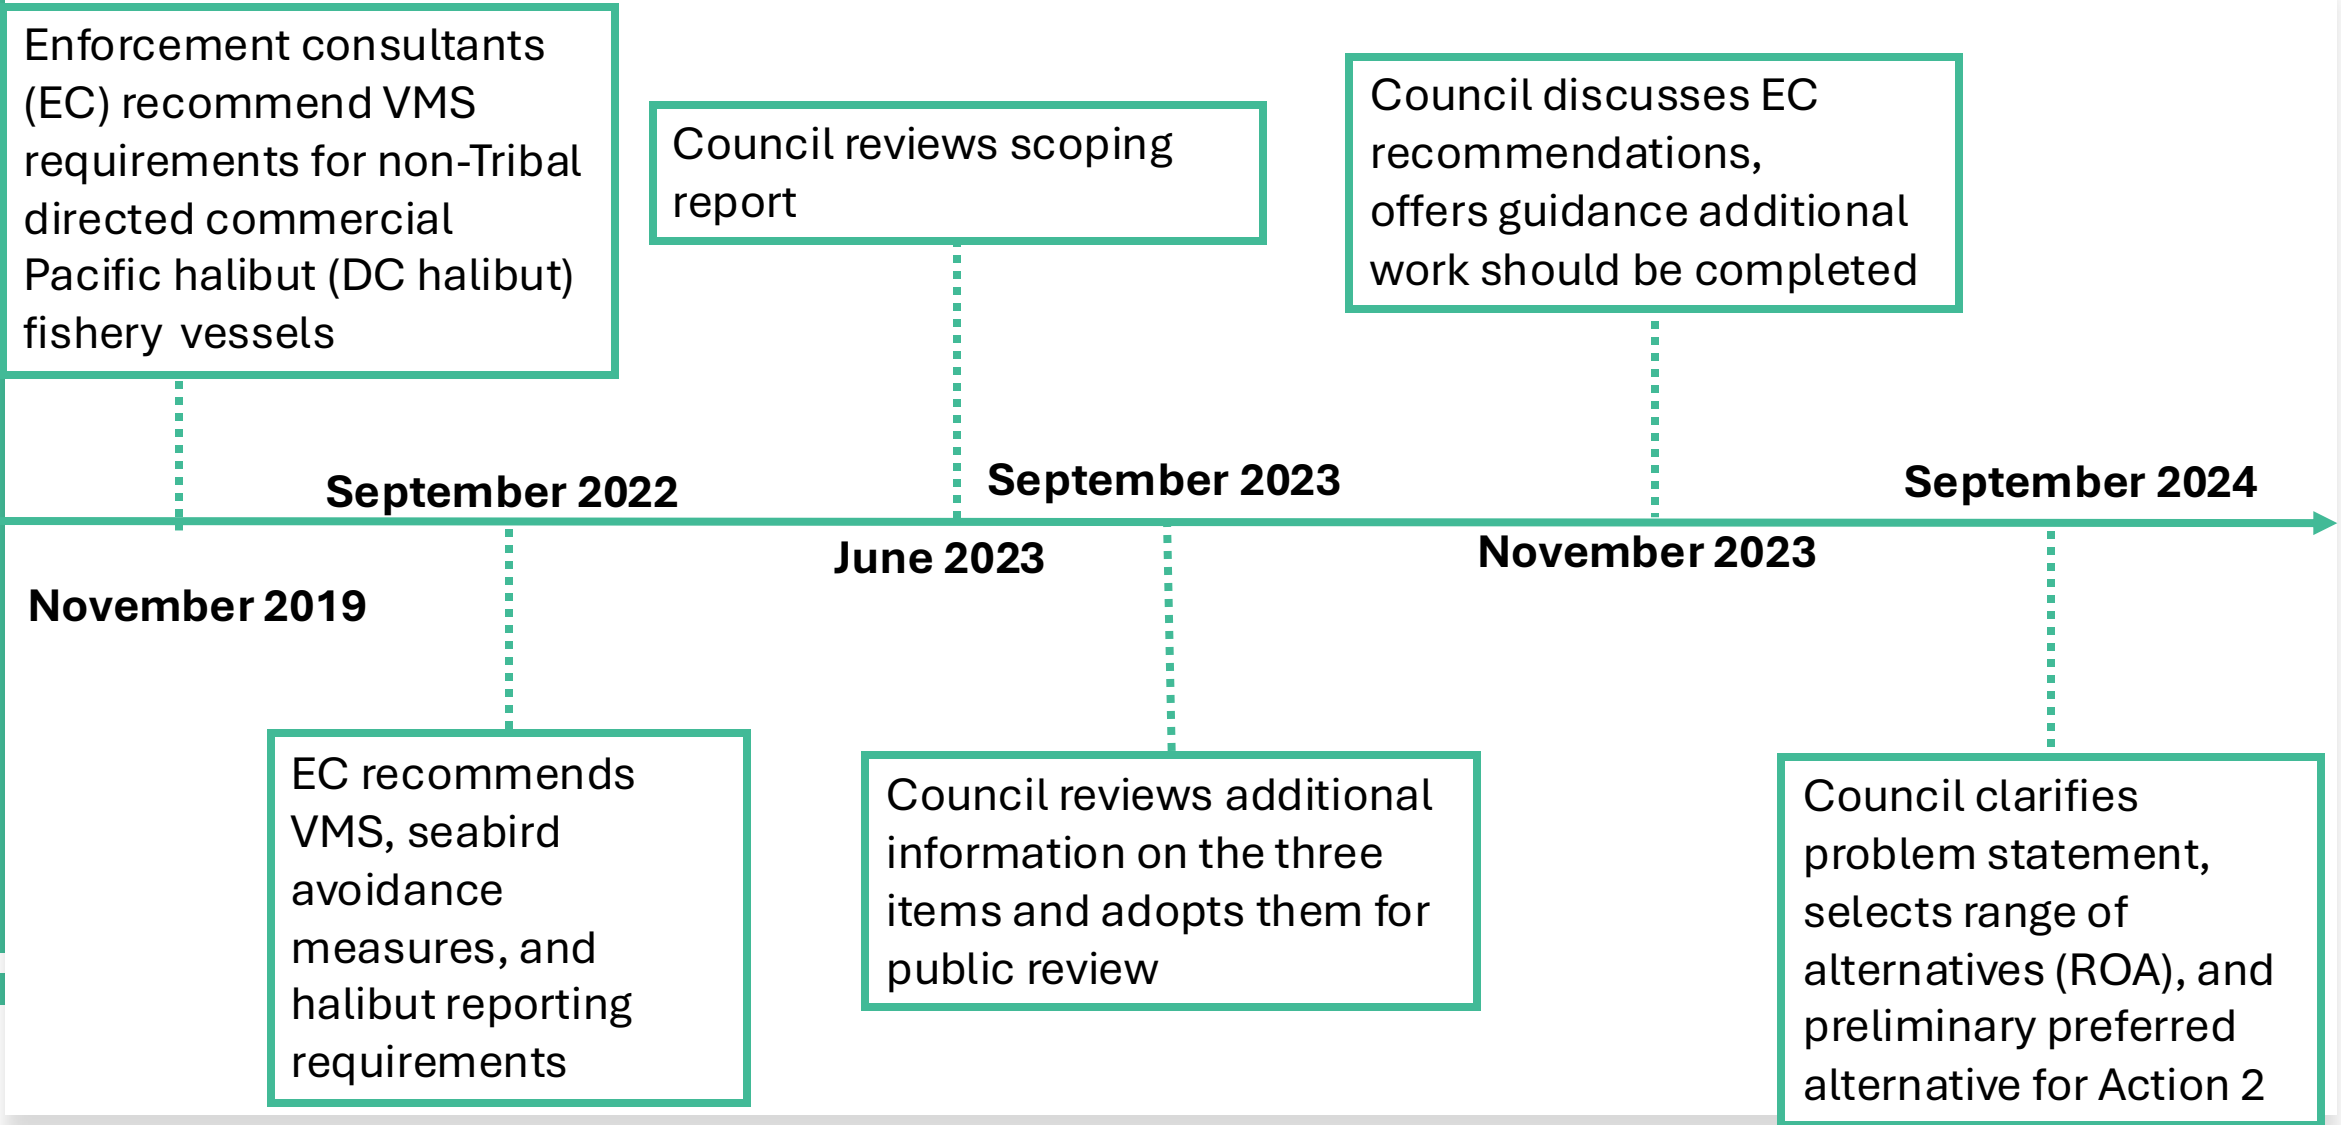 Enforcement consultants
(EC) recommend VMS
requirements for non-Tribal
directed commercial
Pacific halibut (DC halibut)
fishery vessels
Council reviews scoping
report
Council discusses EC
recommendations,
offers guidance additional
work should be completed
September 2022
September 2023
September 2024
November 2019
June 2023
November 2023
EC recommends
VMS, seabird
avoidance
measures, and
halibut reporting
requirements
Council reviews additional
information on the three
items and adopts them for
public review
Council clarifies
problem statement,
selects range of
alternatives (ROA), and
preliminary preferred
alternative for Action 2